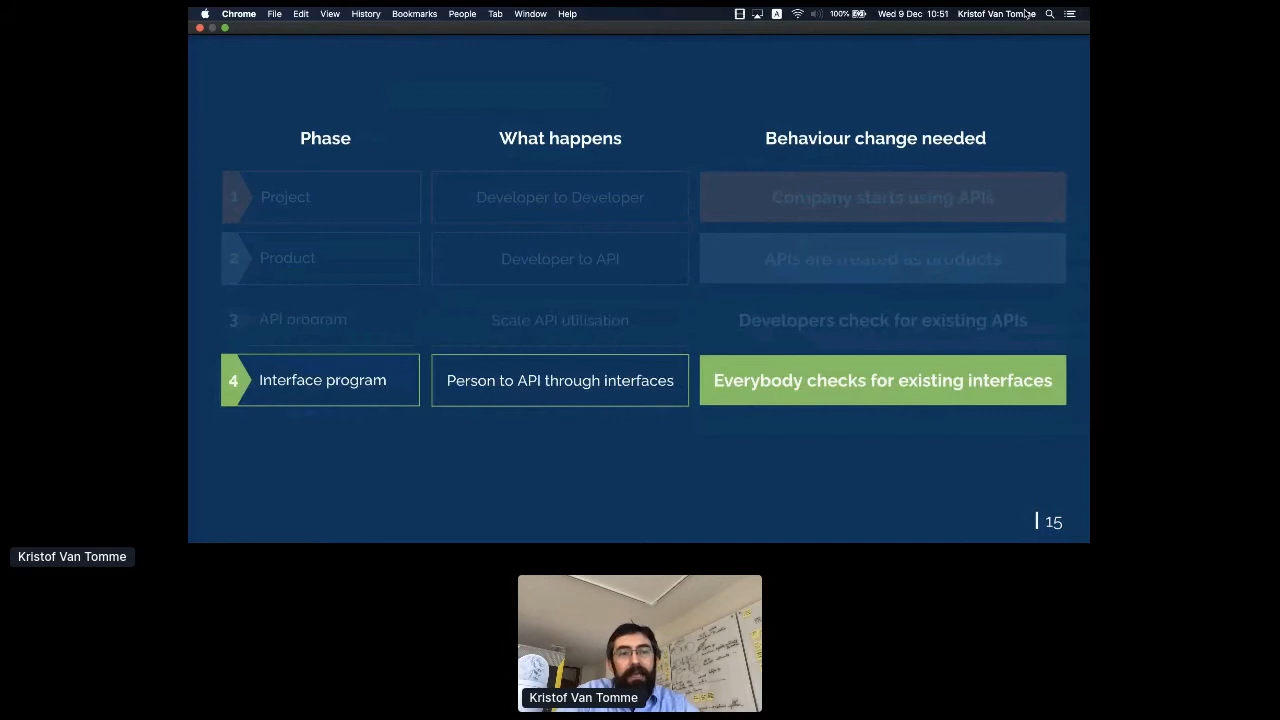 Chrome File Edit View History Bookmarks People Tab Window Help A 100% Wed 9 Dec 10:51 Kristof Van Tomme
Phase What happens Behaviour change needed
1 Project Developer to Developer Company starts using APIs
2 Product Developer to API APIs are treated as products
3 API program Scale API utilisation Developers check for existing APIs
4 Interface program Person to API through interfaces Everybody checks for existing interfaces
15
Kristof Van Tomme
Kristof Van Tomme